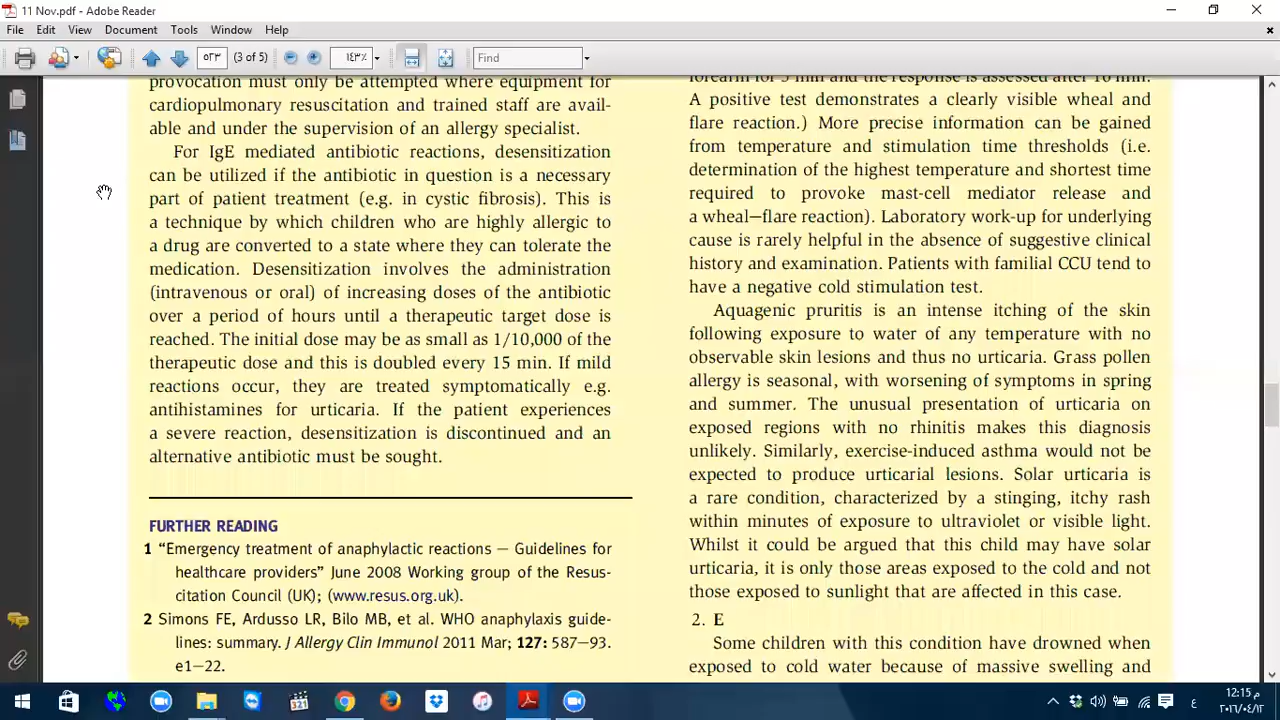 11 Nov.pdf - Adobe Reader
File Edit View Document Tools Window Help
٥٣٣ (3 of 5) ١٤٣٪ Find
provocation must only be attempted where equipment for
cardiopulmonary resuscitation and trained staff are avail-
able and under the supervision of an allergy specialist.
For IgE mediated antibiotic reactions, desensitization
can be utilized if the antibiotic in question is a necessary
part of patient treatment (e.g. in cystic fibrosis). This is
a technique by which children who are highly allergic to
a drug are converted to a state where they can tolerate the
medication. Desensitization involves the administration
(intravenous or oral) of increasing doses of the antibiotic
over a period of hours until a therapeutic target dose is
reached. The initial dose may be as small as 1/10,000 of the
therapeutic dose and this is doubled every 15 min. If mild
reactions occur, they are treated symptomatically e.g.
antihistamines for urticaria. If the patient experiences
a severe reaction, desensitization is discontinued and an
alternative antibiotic must be sought.
FURTHER READING
1 “Emergency treatment of anaphylactic reactions – Guidelines for
healthcare providers” June 2008 Working group of the Resus-
citation Council (UK); (www.resus.org.uk).
2 Simons FE, Ardusso LR, Bilo MB, et al. WHO anaphylaxis guide-
lines: summary. J Allergy Clin Immunol 2011 Mar; 127: 587–93.
e1–22.
forearm for 5 min and the response is assessed after 10 min.
A positive test demonstrates a clearly visible wheal and
flare reaction.) More precise information can be gained
from temperature and stimulation time thresholds (i.e.
determination of the highest temperature and shortest time
required to provoke mast-cell mediator release and
a wheal–flare reaction). Laboratory work-up for underlying
cause is rarely helpful in the absence of suggestive clinical
history and examination. Patients with familial CCU tend to
have a negative cold stimulation test.
Aquagenic pruritis is an intense itching of the skin
following exposure to water of any temperature with no
observable skin lesions and thus no urticaria. Grass pollen
allergy is seasonal, with worsening of symptoms in spring
and summer. The unusual presentation of urticaria on
exposed regions with no rhinitis makes this diagnosis
unlikely. Similarly, exercise-induced asthma would not be
expected to produce urticarial lesions. Solar urticaria is
a rare condition, characterized by a stinging, itchy rash
within minutes of exposure to ultraviolet or visible light.
Whilst it could be argued that this child may have solar
urticaria, it is only those areas exposed to the cold and not
those exposed to sunlight that are affected in this case.
2. E
Some children with this condition have drowned when
exposed to cold water because of massive swelling and
321
ع
12:15 م
٢٠١٦/٠٤/١٢